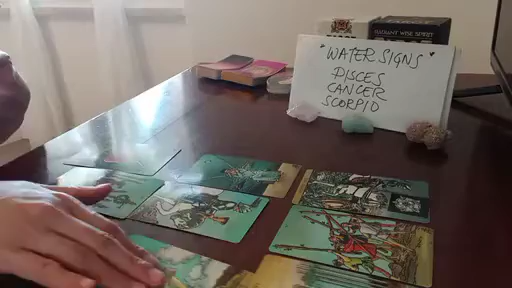 RADIANT WISE SPIRIT
"WATER SIGNS"
PISCES
CANCER
SCORPIO